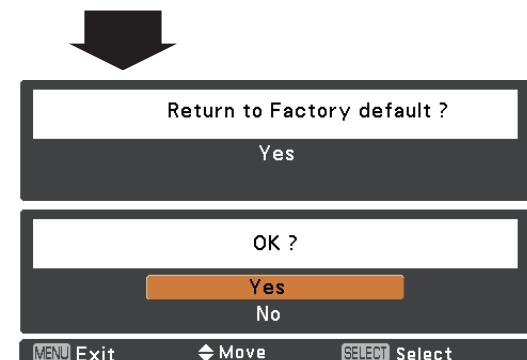 Return to Factory default ?
Yes
OK ?
Yes
No
MENU Exit Move SELECT Select